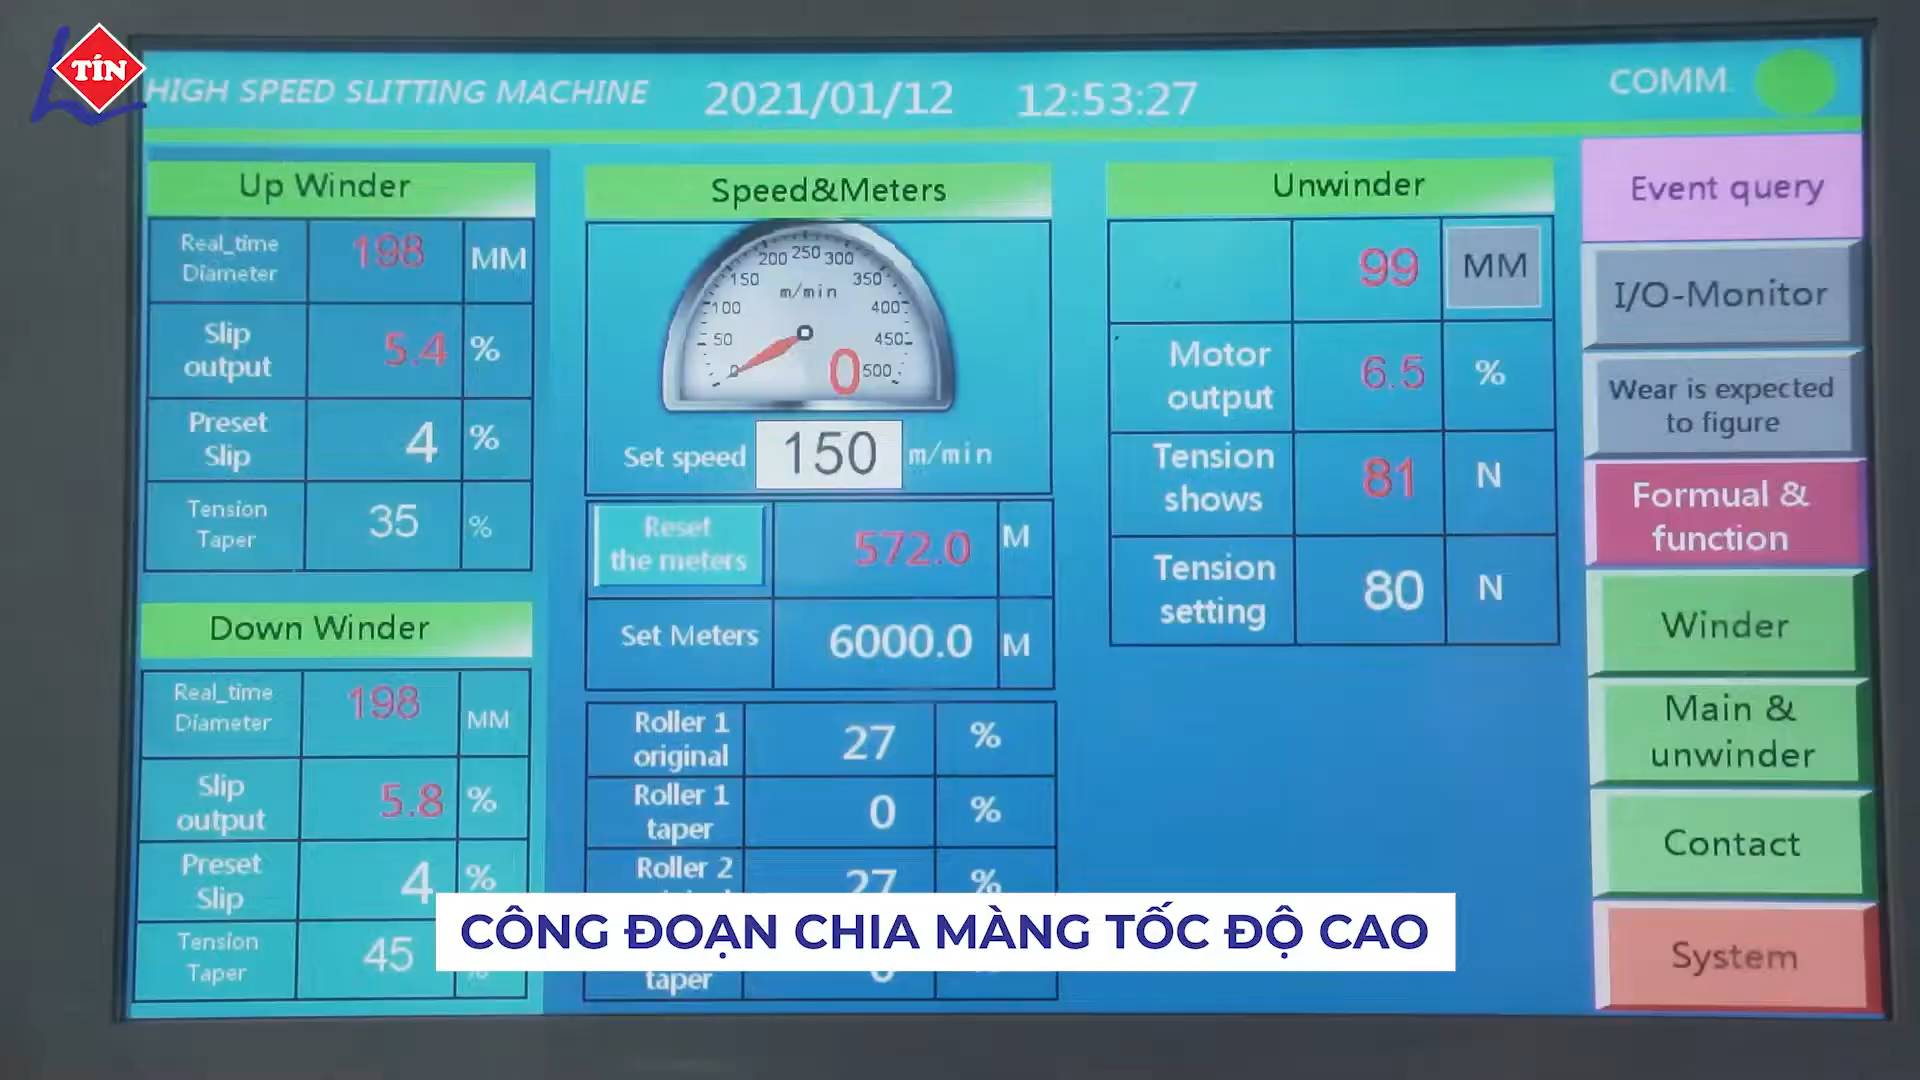 TÍN
HIGH SPEED SLITTING MACHINE 2021/01/12 12:53:27 COMM.
Up Winder
Real_time
Diameter
198 MM
Slip
output
5.4 %
Preset
Slip
4 %
Tension
Taper
35 %
Down Winder
Real_time
Diameter
198 MM
Slip
output
5.8 %
Preset
Slip
4 %
Tension
Taper
45 %
Speed&Meters
0 50 100 150 200 250 300 350 400 450 500
m/min
0
Set speed 150 m/min
Reset
the meters
572.0 M
Set Meters 6000.0 M
Roller 1
original
27 %
Roller 1
taper
0 %
Roller 2
27 %
taper
Unwinder
99 MM
Motor
output
6.5 %
Tension
shows
81 N
Tension
setting
80 N
Event query
I/O-Monitor
Wear is expected
to figure
Formual &
function
Winder
Main &
unwinder
Contact
System
CÔNG ĐOẠN CHIA MÀNG TỐC ĐỘ CAO